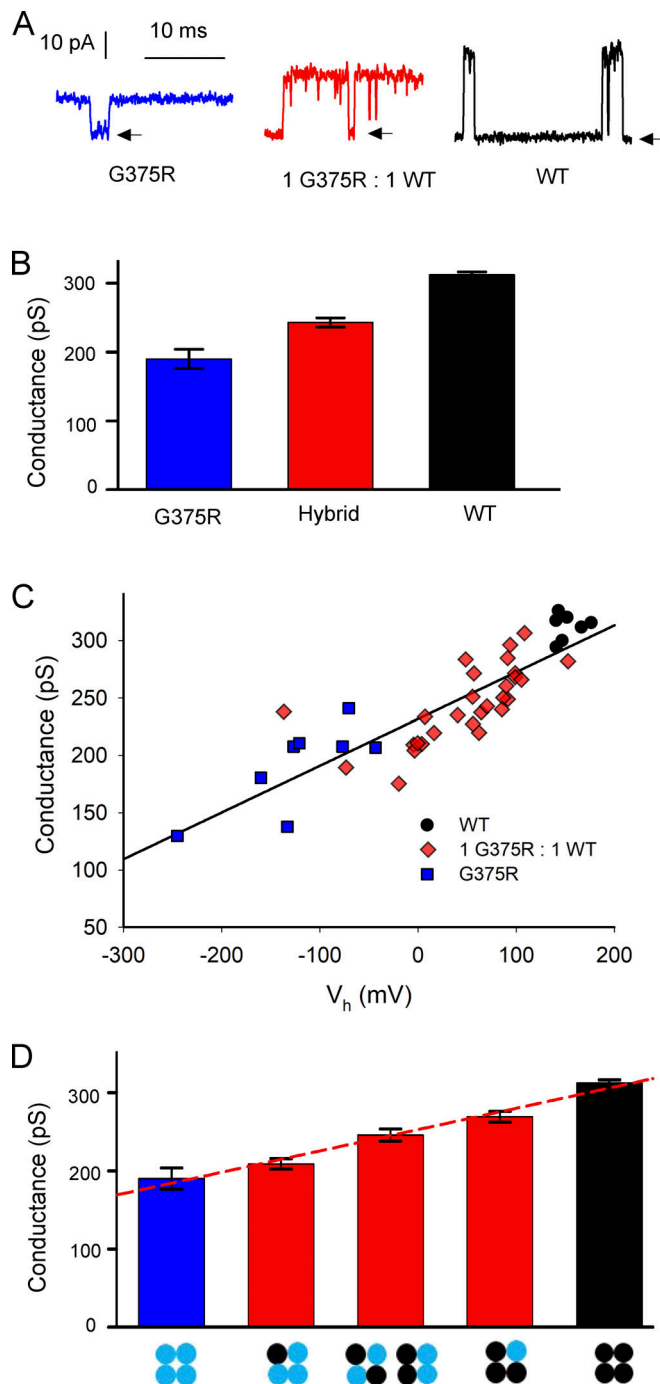 A
10 pA
10 ms
G375R
1 G375R : 1 WT
WT
B
Conductance (pS)
300
200
100
0
G375R
Hybrid
WT
C
Conductance (pS)
300
250
200
150
100
50
WT
1 G375R : 1 WT
G375R
-300
-200
-100
0
100
200
Vh (mV)
D
Conductance (pS)
300
200
100
0